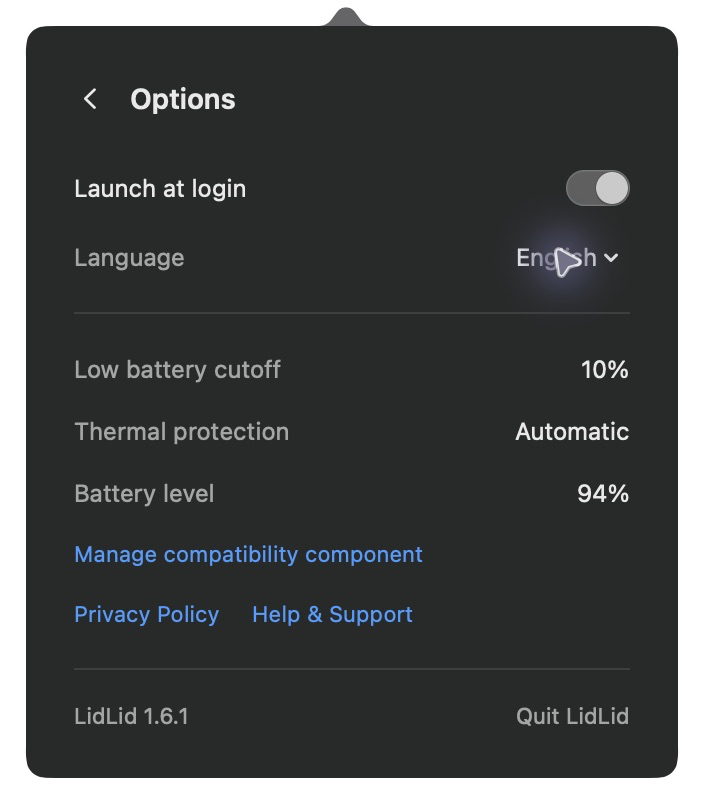 Options
Launch at login
Language English
Low battery cutoff 10%
Thermal protection Automatic
Battery level 94%
Manage compatibility component
Privacy Policy Help & Support
LidLid 1.6.1 Quit LidLid